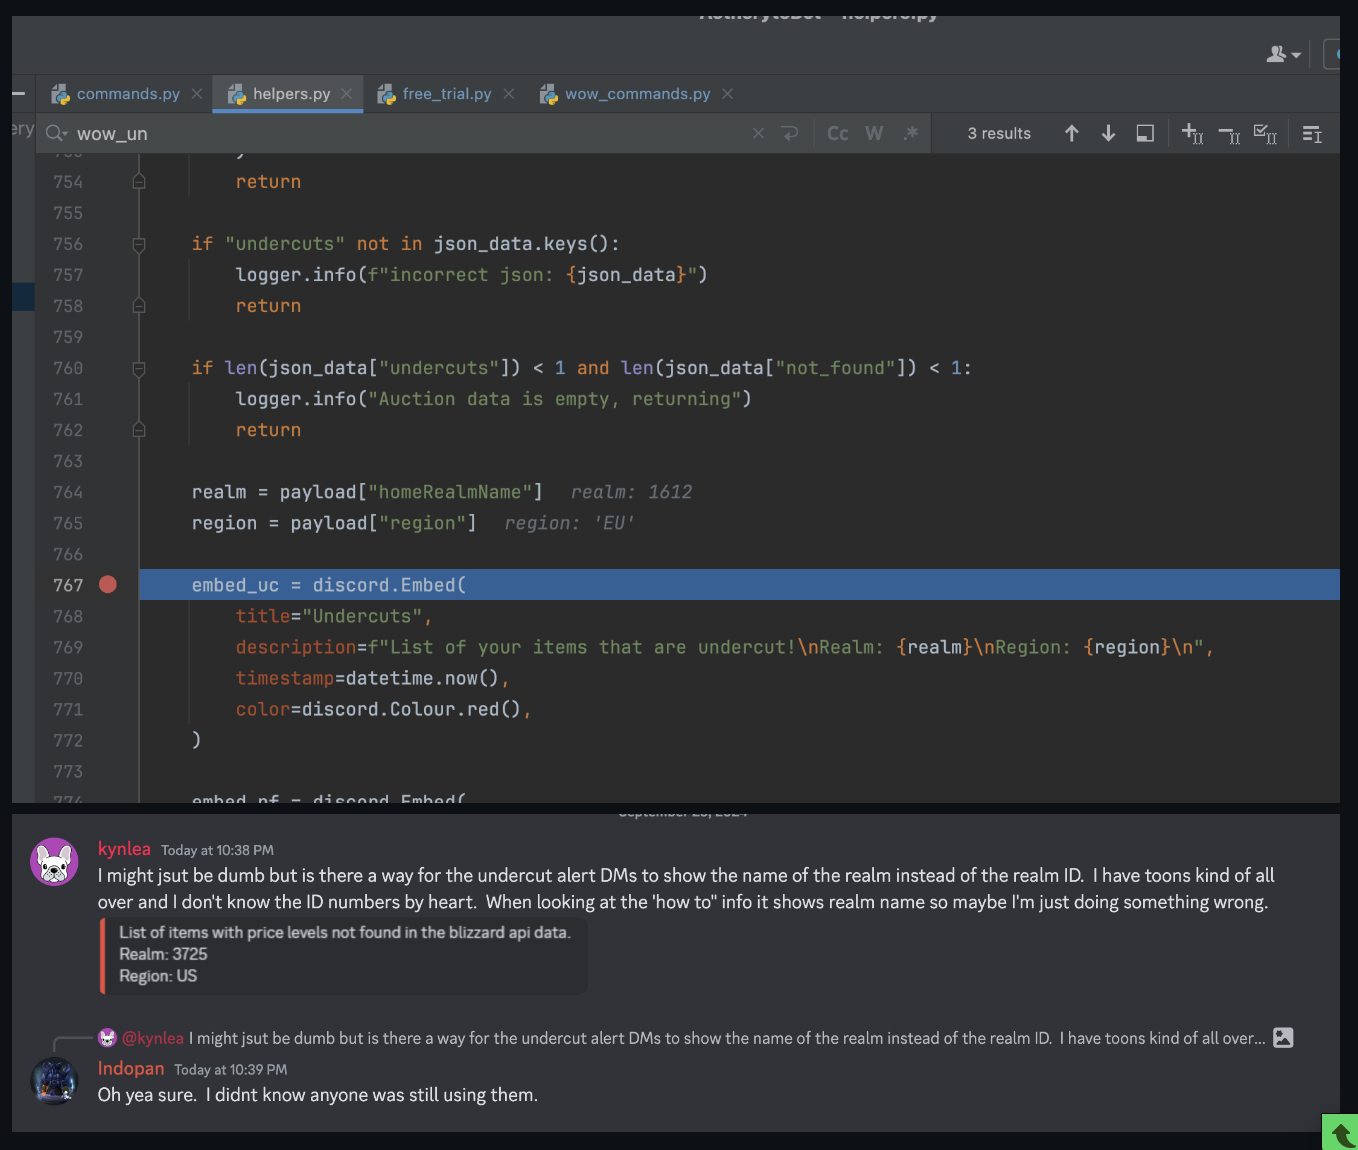 commands.py
helpers.py
free_trial.py
wow_commands.py
ery
wow_un
Cc W .*
3 results
754 return
755
756 if "undercuts" not in json_data.keys():
757 logger.info(f"incorrect json: {json_data}")
758 return
759
760 if len(json_data["undercuts"]) < 1 and len(json_data["not_found"]) < 1:
761 logger.info("Auction data is empty, returning")
762 return
763
764 realm = payload["homeRealmName"] realm: 1612
765 region = payload["region"] region: 'EU'
766
767 embed_uc = discord.Embed(
768 title="Undercuts",
769 description=f"List of your items that are undercut!\nRealm: {realm}\nRegion: {region}\n",
770 timestamp=datetime.now(),
771 color=discord.Colour.red(),
772 )
773
774 embed_nf = discord.Embed(
kynlea Today at 10:38 PM
I might jsut be dumb but is there a way for the undercut alert DMs to show the name of the realm instead of the realm ID. I have toons kind of all
over and I don't know the ID numbers by heart. When looking at the 'how to" info it shows realm name so maybe I'm just doing something wrong.
List of items with price levels not found in the blizzard api data.
Realm: 3725
Region: US
@kynlea I might jsut be dumb but is there a way for the undercut alert DMs to show the name of the realm instead of the realm ID. I have toons kind of all over...
Indopan Today at 10:39 PM
Oh yea sure. I didnt know anyone was still using them.